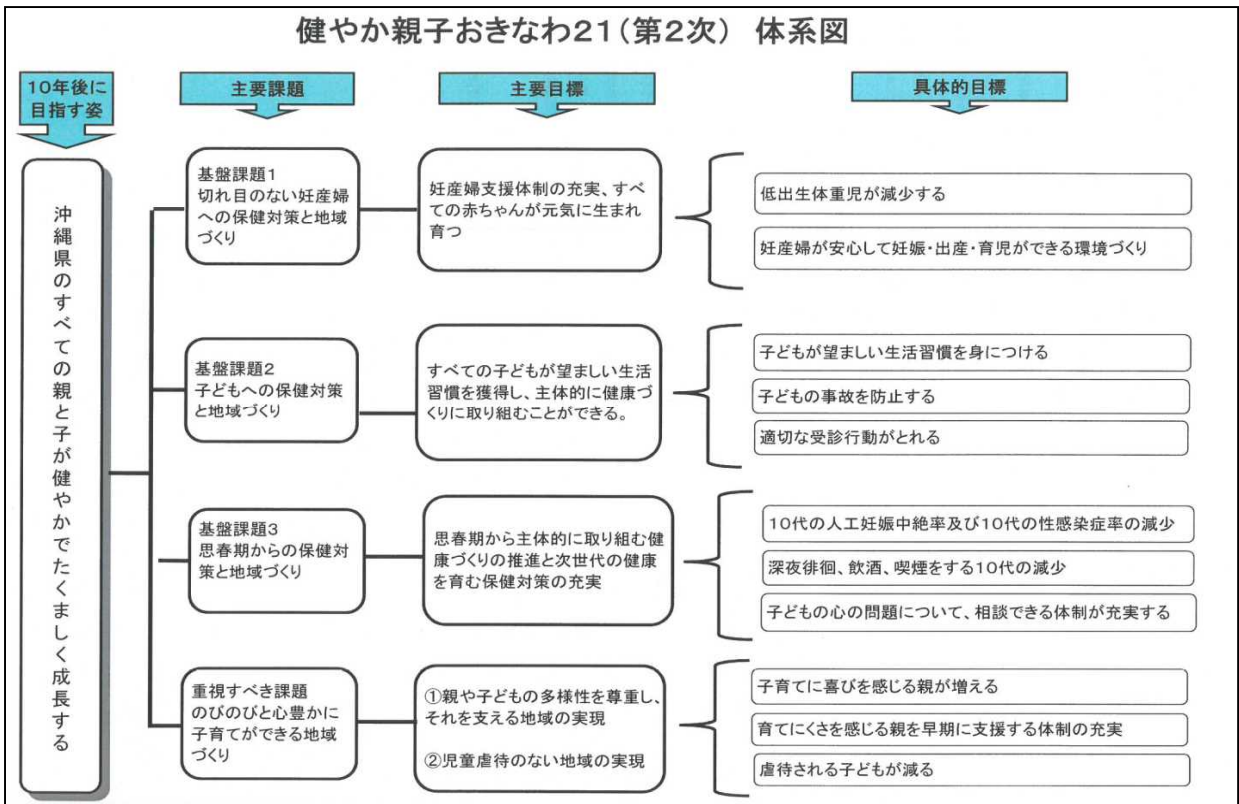 健やか親子おきなわ21(第2次) 体系図
10年後に
目指す姿
主要課題
主要目標
具体的目標
沖縄県のすべての親と子が健やかでたくましく成長する
基盤課題1
切れ目のない妊産婦
への保健対策と地域
づくり
妊産婦支援体制の充実、すべ
ての赤ちゃんが元気に生まれ
育つ
低出生体重児が減少する
妊産婦が安心して妊娠・出産・育児ができる環境づくり
基盤課題2
子どもへの保健対策
と地域づくり
すべての子どもが望ましい生活
習慣を獲得し、主体的に健康づ
くりに取り組むことができる。
子どもが望ましい生活習慣を身につける
子どもの事故を防止する
適切な受診行動がとれる
基盤課題3
思春期からの保健対
策と地域づくり
思春期から主体的に取り組む健
康づくりの推進と次世代の健康
を育む保健対策の充実
10代の人工妊娠中絶率及び10代の性感染症率の減少
深夜徘徊、飲酒、喫煙をする10代の減少
子どもの心の問題について、相談できる体制が充実する
重視すべき課題
のびのびと心豊かに
子育てができる地域
づくり
①親や子どもの多様性を尊重し、
それを支える地域の実現
②児童虐待のない地域の実現
子育てに喜びを感じる親が増える
育てにくさを感じる親を早期に支援する体制の充実
虐待される子どもが減る